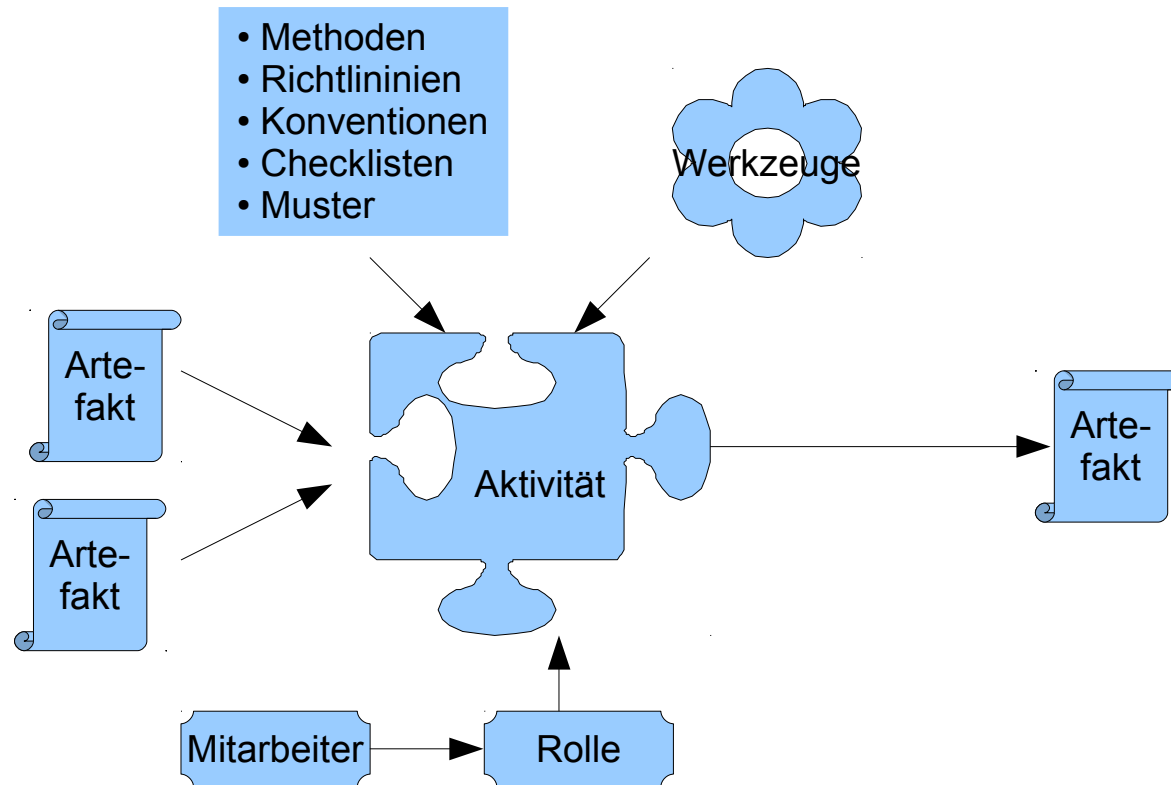 • Methoden
• Richtlininien
• Konventionen
• Checklisten
• Muster
Werkzeuge
Arte-
fakt
Arte-
fakt
Aktivität
Arte-
fakt
Mitarbeiter
Rolle